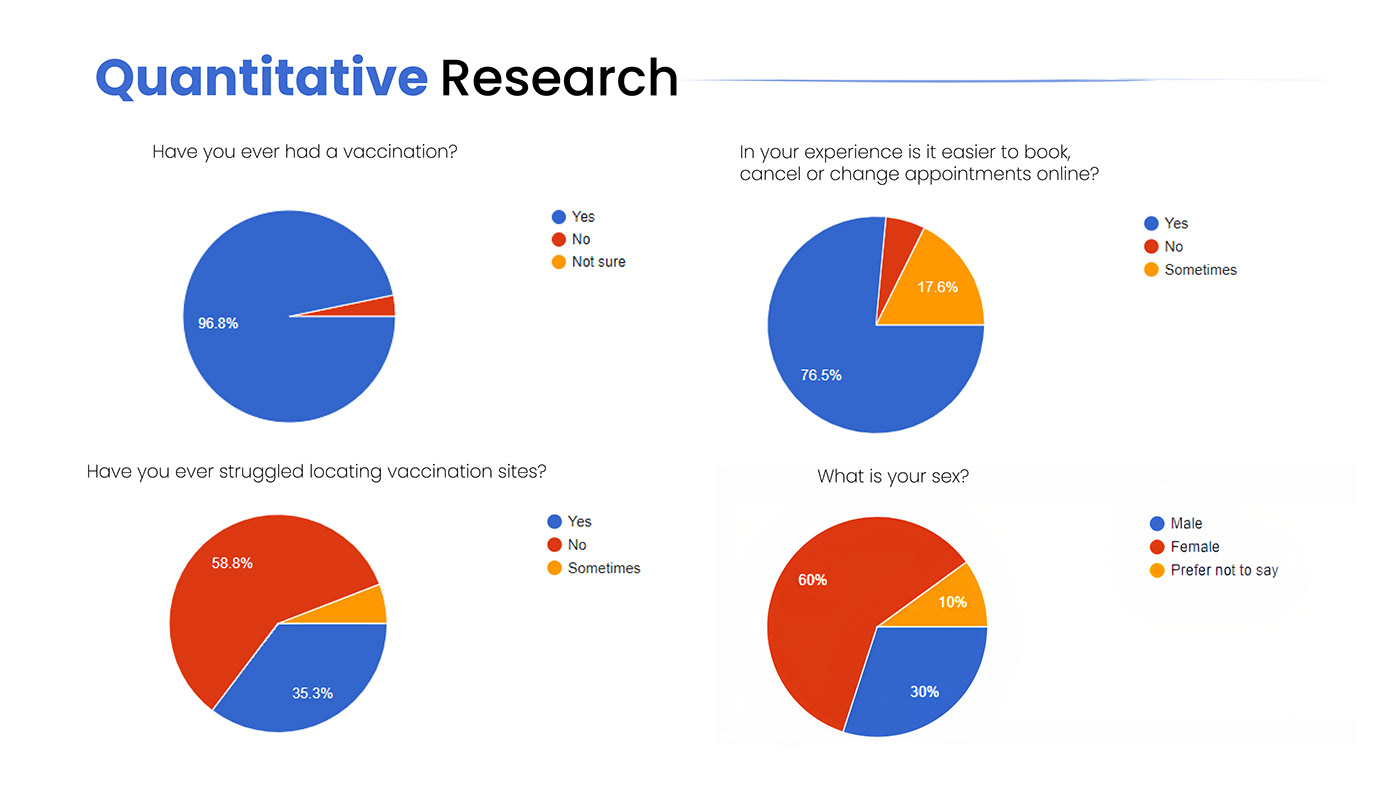 Quantitative Research
Have you ever had a vaccination?
Yes
No
Not sure
96.8%
In your experience is it easier to book,
cancel or change appointments online?
Yes
No
Sometimes
17.6%
76.5%
Have you ever struggled locating vaccination sites?
Yes
No
Sometimes
58.8%
35.3%
What is your sex?
Male
Female
Prefer not to say
60%
10%
30%